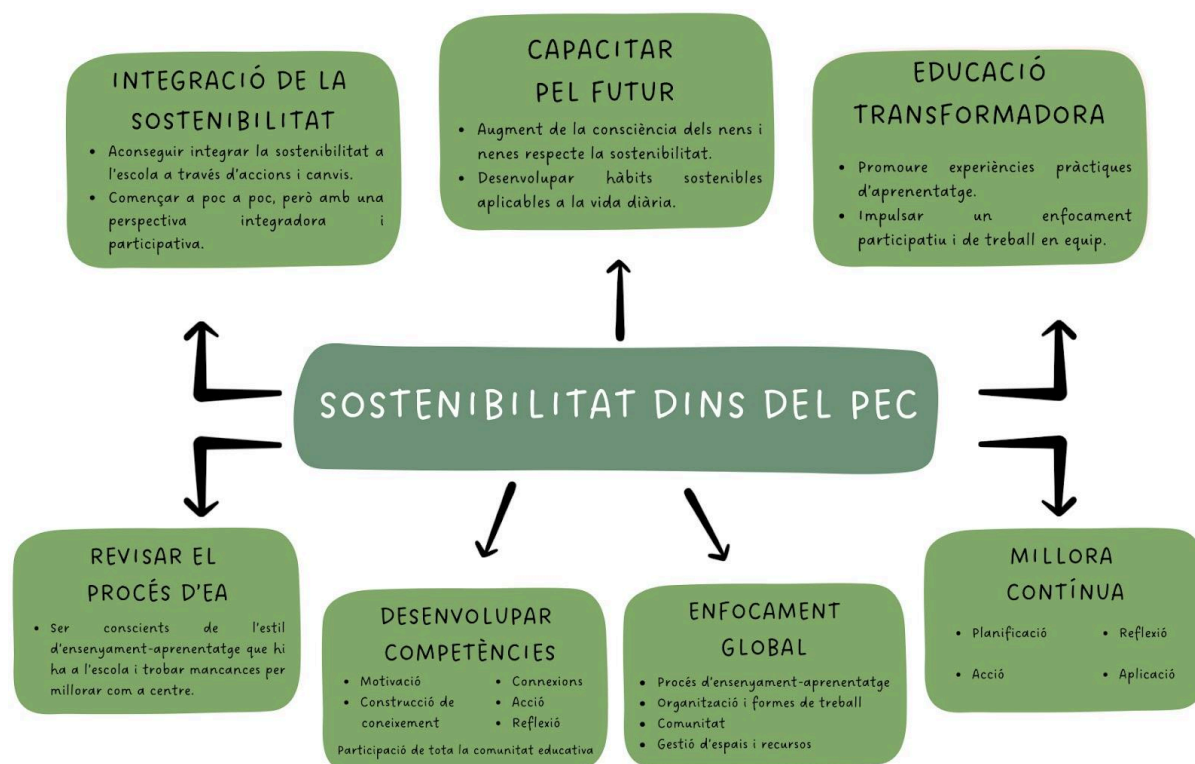 INTEGRACIÓ DE LA
SOSTENIBILITAT
• Aconseguir integrar la sostenibilitat a
l'escola a través d'accions i canvis.
• Començar a poc a poc, però amb una
perspectiva integradora i
participativa.
CAPACITAR
PEL FUTUR
• Augment de la consciència dels nens i
nenes respecte la sostenibilitat.
• Desenvolupar hàbits sostenibles
aplicables a la vida diària.
EDUCACIÓ
TRANSFORMADORA
• Promoure experiències pràctiques
d'aprenentatge.
• Impulsar un enfocament
participatiu i de treball en equip.
SOSTENIBILITAT DINS DEL PEC
REVISAR EL
PROCÉS D'EA
• Ser conscients de l'estil
d'ensenyament-aprenentatge que hi
ha a l'escola i trobar mancances per
millorar com a centre.
DESENVOLUPAR
COMPETÈNCIES
• Motivació
• Construcció de
coneixement
• Connexions
• Acció
• Reflexió
Participació de tota la comunitat educativa
ENFOCAMENT
GLOBAL
• Procés d'ensenyament-aprenentatge
• Organització i formes de treball
• Comunitat
• Gestió d'espais i recursos
MILLORA
CONTÍNUA
• Planificació
• Acció
• Reflexió
• Aplicació